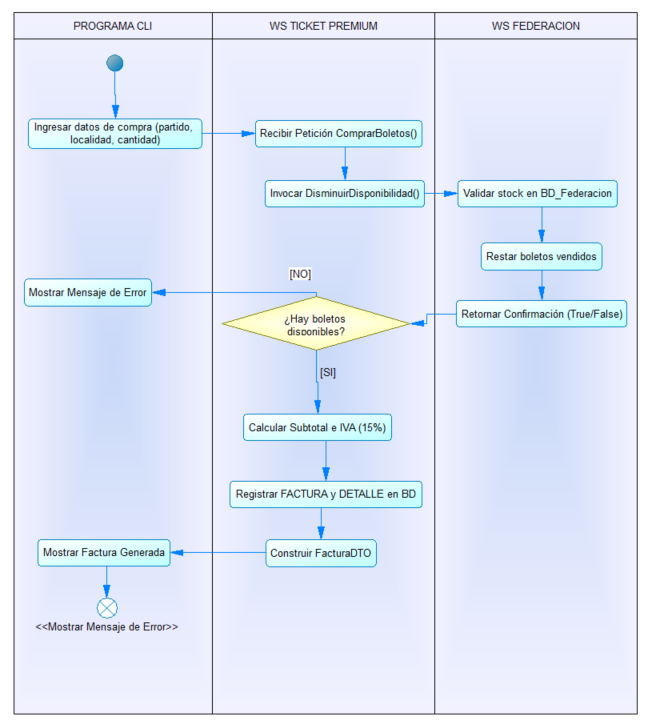 PROGRAMA CLI
WS TICKET PREMIUM
WS FEDERACION
Ingresar datos de compra (partido,
localidad, cantidad)
Recibir Petición ComprarBoletos()
Invocar DisminuirDisponibilidad()
Validar stock en BD_Federacion
Restar boletos vendidos
[NO]
Mostrar Mensaje de Error
¿Hay boletos
disponibles?
Retornar Confirmación (True/False)
[SI]
Calcular Subtotal e IVA (15%)
Registrar FACTURA y DETALLE en BD
Mostrar Factura Generada
Construir FacturaDTO
<<Mostrar Mensaje de Error>>